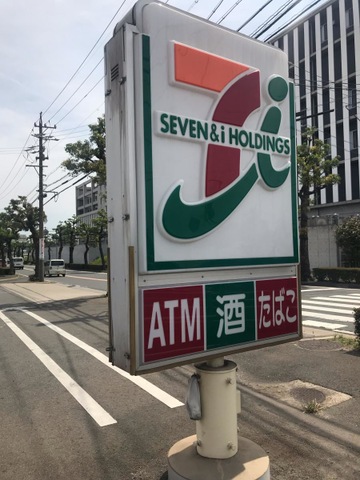 SEVEN & i HOLDINGS
ATM 酒 たばこ